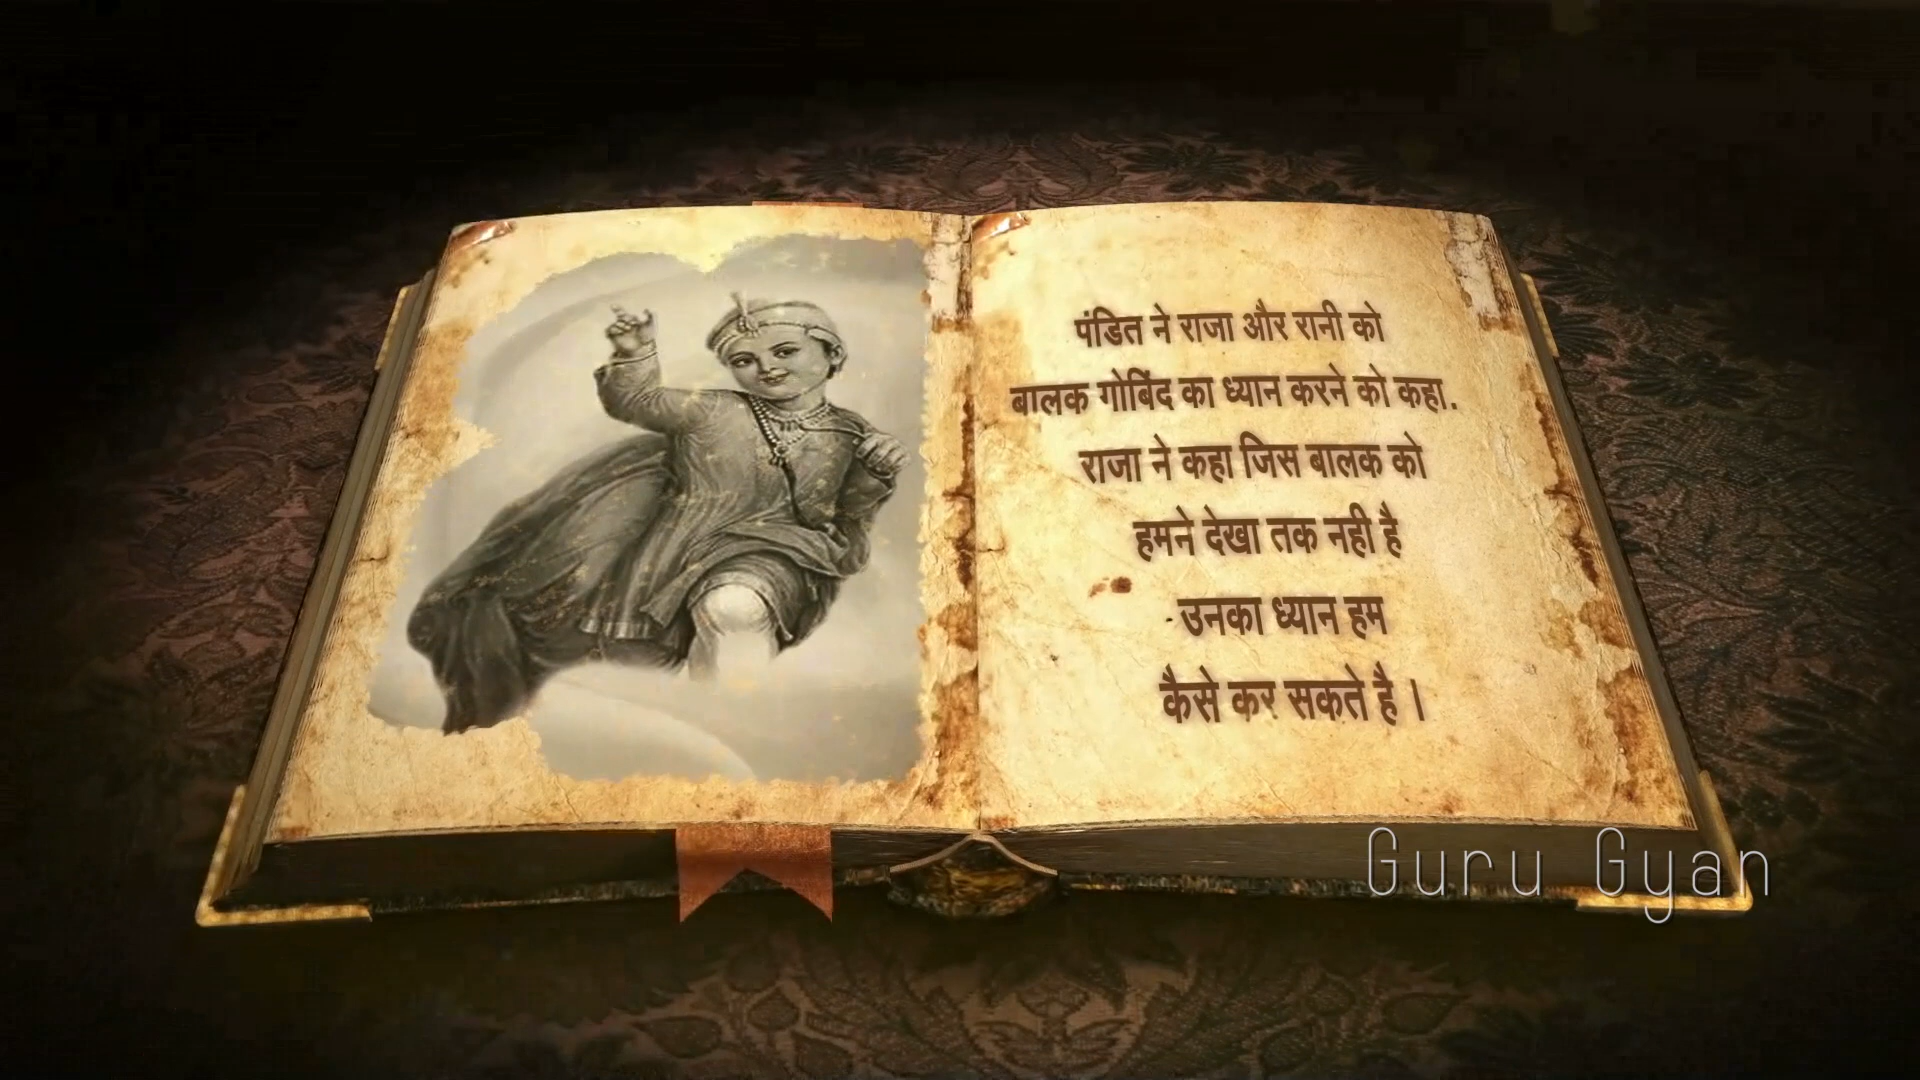 पंडित ने राजा और रानी को
बालक गोबिंद का ध्यान करने को कहा.
राजा ने कहा जिस बालक को
हमने देखा तक नही है
उनका ध्यान हम
कैसे कर सकते है ।
Guru Gyan